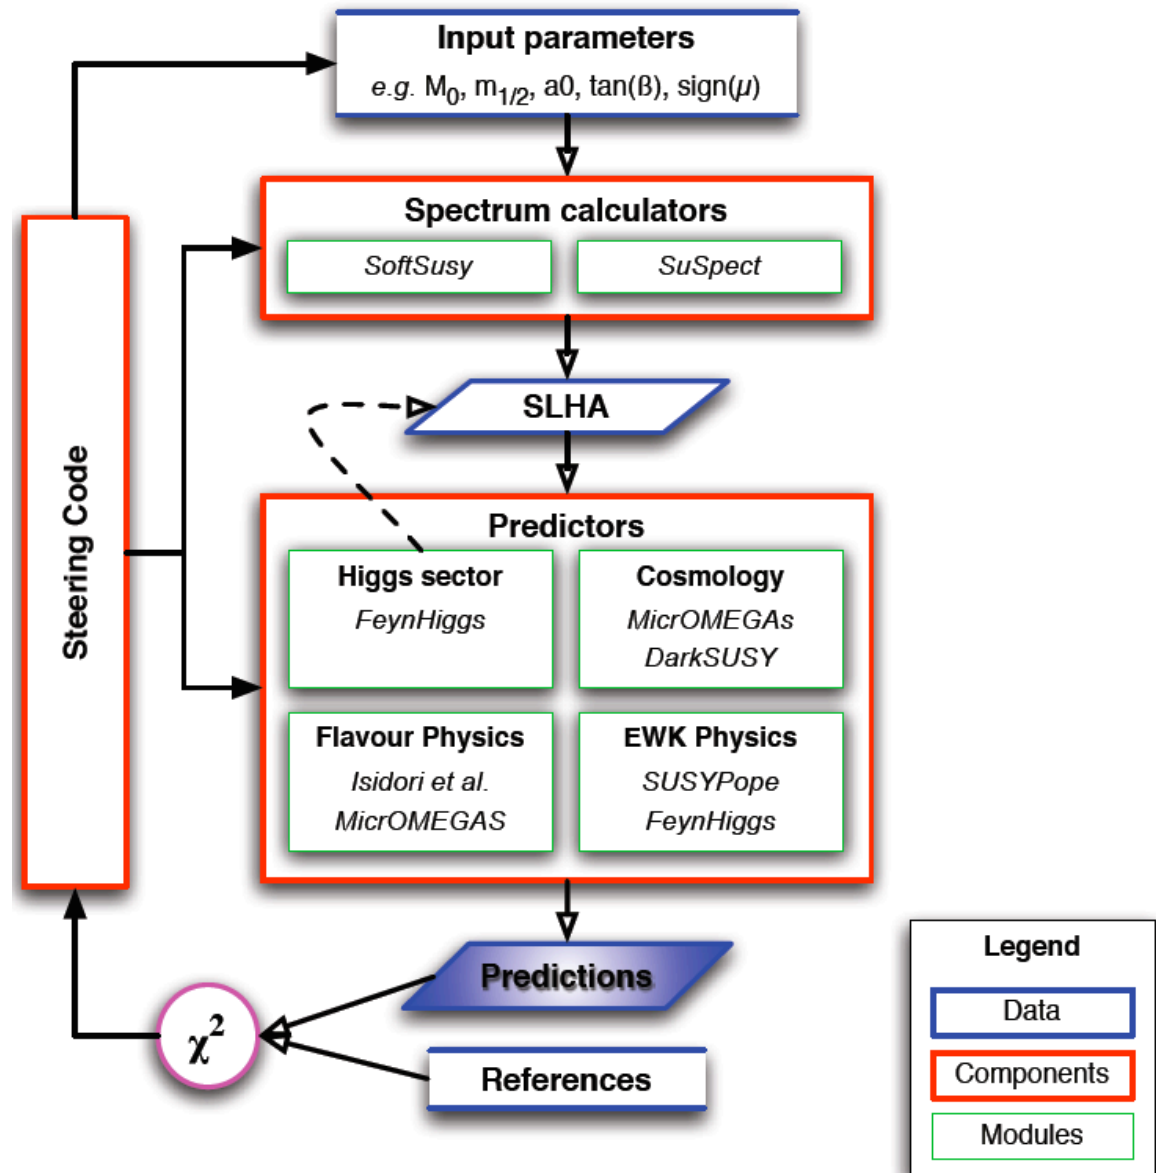 Input parameters
e.g. M0, m1/2, a0, tan(ß), sign(µ)
Spectrum calculators
SoftSusy
SuSpect
SLHA
Steering Code
Predictors
Higgs sector
FeynHiggs
Cosmology
MicrOMEGAs
DarkSUSY
Flavour Physics
Isidori et al.
MicrOMEGAS
EWK Physics
SUSYPope
FeynHiggs
Predictions
χ2
References
Legend
Data
Components
Modules